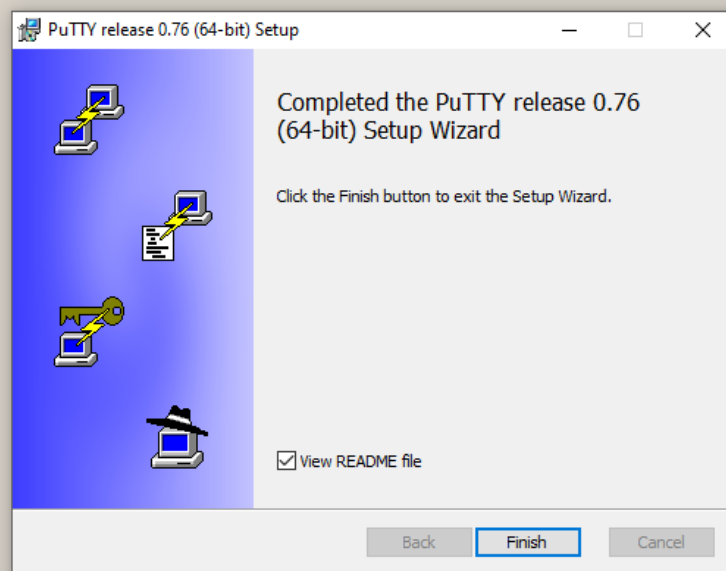 PuTTY release 0.76 (64-bit) Setup
Completed the PuTTY release 0.76
(64-bit) Setup Wizard
Click the Finish button to exit the Setup Wizard.
View README file
Back
Finish
Cancel